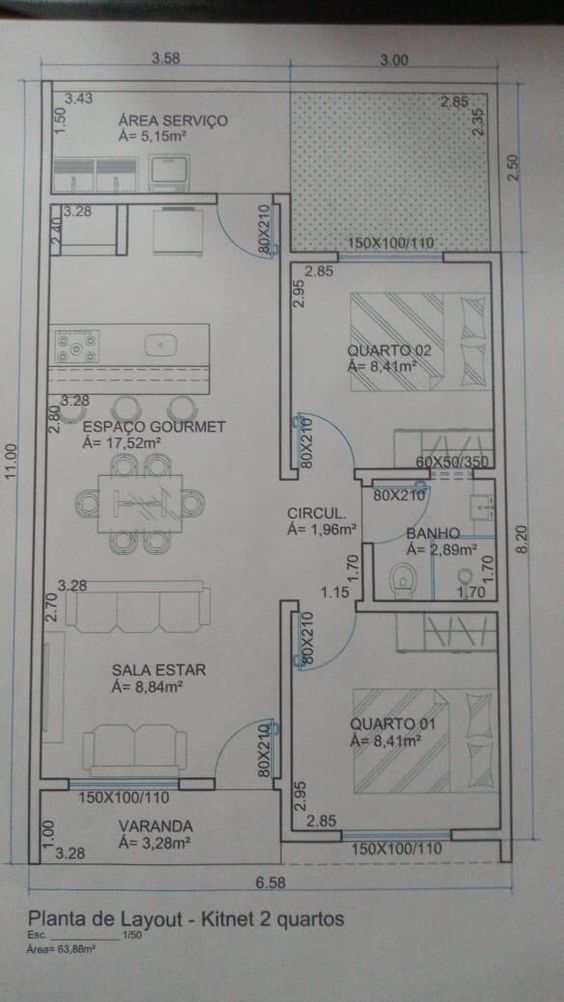 3.58
3.00
3.43
1.50
ÁREA SERVIÇO
Á= 5,15m²
2.85
2.35
2.50
3.28
2.40
80X210
150X100/110
2.85
2.95
QUARTO 02
Á= 8,41m²
3.28
2.80
ESPAÇO GOURMET
Á= 17,52m²
80X210
60X50/350
80X210
11.00
CIRCUL.
Á= 1,96m²
BANHO
Á= 2,89m²
8.20
1.70
1.70
1.15
1.70
3.28
2.70
80X210
SALA ESTAR
Á= 8,84m²
QUARTO 01
Á= 8,41m²
80X210
150X100/110
2.95
2.85
VARANDA
Á= 3,28m²
1.00
3.28
150X100/110
6.58
Planta de Layout - Kitnet 2 quartos
Esc. ____________ 1/50
Área= 63,88m²